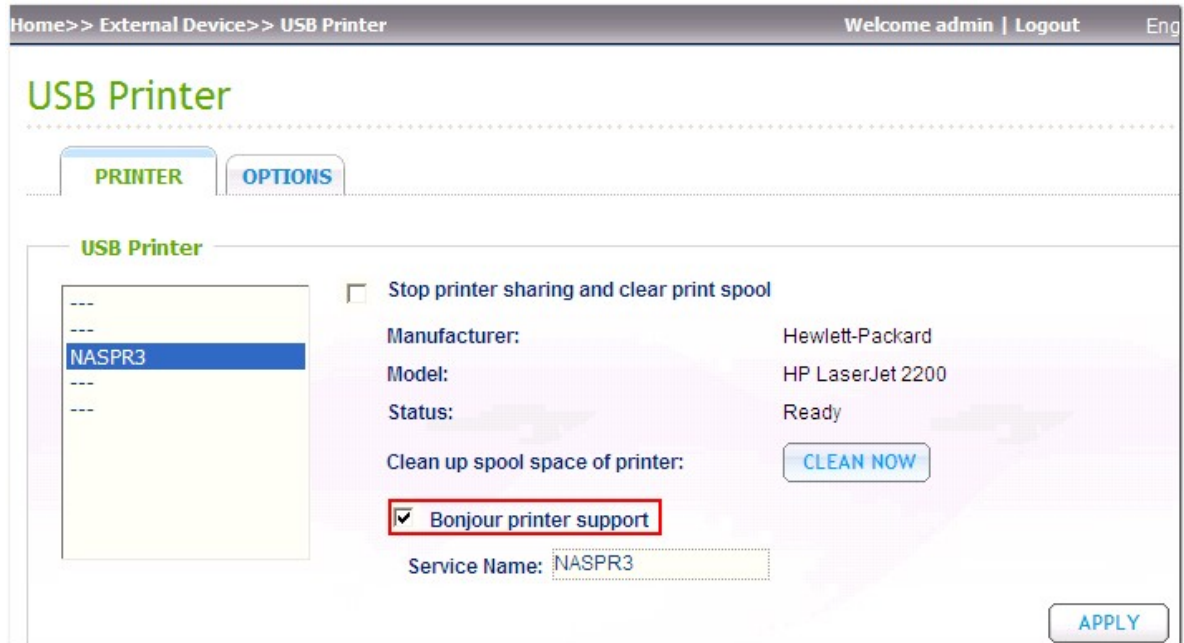 Home>> External Device>> USB Printer Welcome admin | Logout Eng
USB Printer
PRINTER OPTIONS
USB Printer
---
---
NASPR3
---
---
Stop printer sharing and clear print spool
Manufacturer: Hewlett-Packard
Model: HP LaserJet 2200
Status: Ready
Clean up spool space of printer: CLEAN NOW
Bonjour printer support
Service Name: NASPR3
APPLY